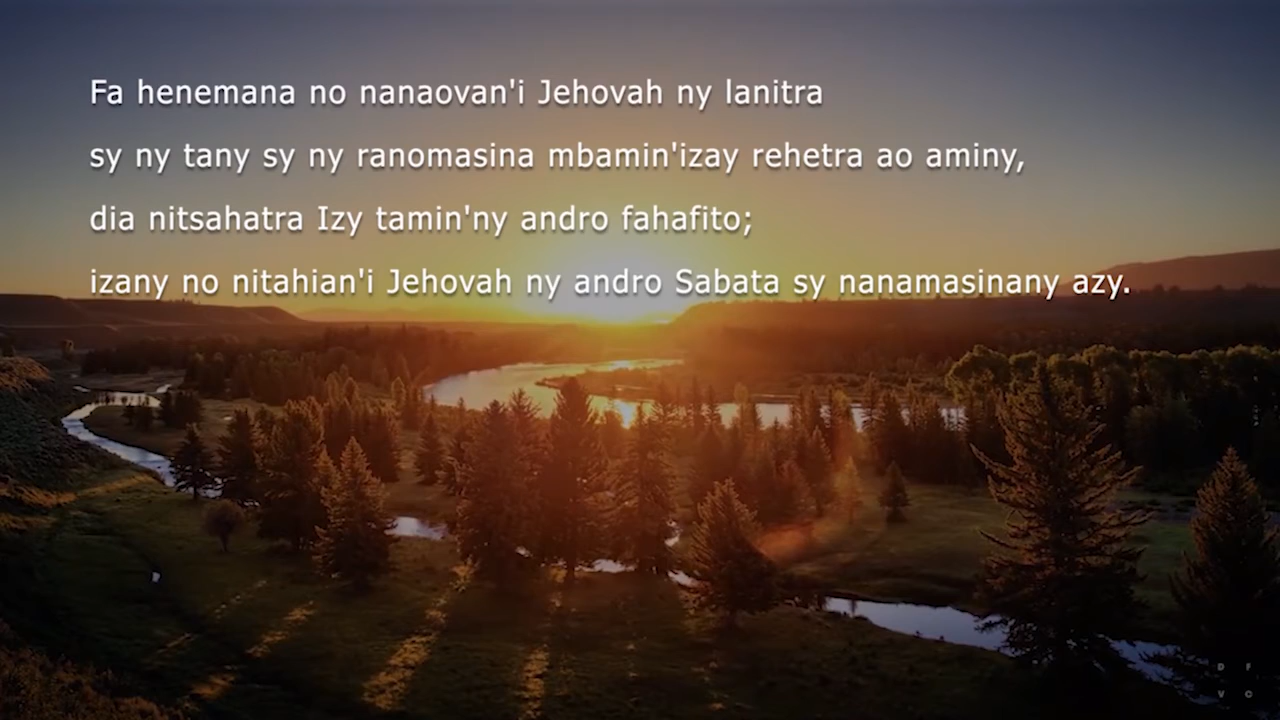 Fa henemana no nanaovan'i Jehovah ny lanitra
sy ny tany sy ny ranomasina mbamin'izay rehetra ao aminy,
dia nitsahatra Izy tamin'ny andro fahafito;
izany no nitahian'i Jehovah ny andro Sabata sy nanamasinany azy.
D F
V C